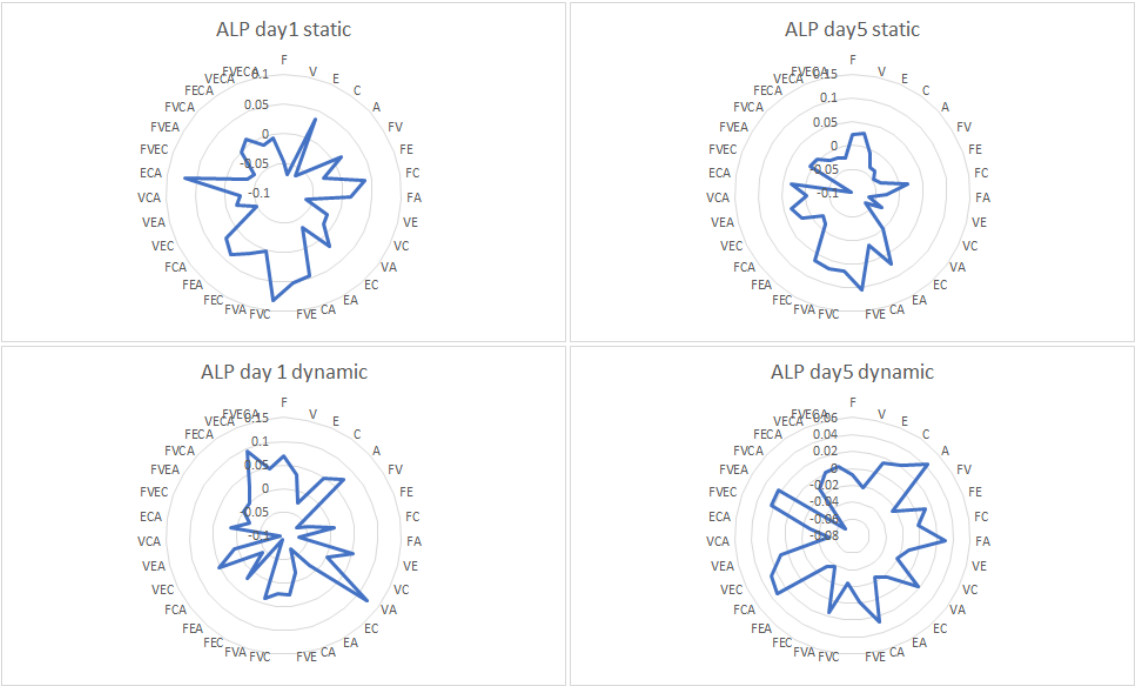 ALP day1 static
F
V
E
C
A
FV
FE
FC
FA
VE
VC
VA
EC
EA
CA
FVE
FVC
FVA
FEC
FEA
FCA
VEC
VEA
VCA
ECA
FVEC
FVEA
FVCA
FECA
VECA
FVECA
0.1
0.05
0
-0.05
-0.1
ALP day5 static
F
V
E
C
A
FV
FE
FC
FA
VE
VC
VA
EC
EA
CA
FVE
FVC
FVA
FEC
FEA
FCA
VEC
VEA
VCA
ECA
FVEC
FVEA
FVCA
FECA
VECA
FVECA
0.15
0.1
0.05
0
-0.05
-0.1
ALP day 1 dynamic
F
V
E
C
A
FV
FE
FC
FA
VE
VC
VA
EC
EA
CA
FVE
FVC
FVA
FEC
FEA
FCA
VEC
VEA
VCA
ECA
FVEC
FVEA
FVCA
FECA
VECA
FVECA
0.15
0.1
0.05
0
-0.05
-0.1
ALP day5 dynamic
F
V
E
C
A
FV
FE
FC
FA
VE
VC
VA
EC
EA
CA
FVE
FVC
FVA
FEC
FEA
FCA
VEC
VEA
VCA
ECA
FVEC
FVEA
FVCA
FECA
VECA
FVECA
0.06
0.04
0.02
0
-0.02
-0.04
-0.06
-0.08